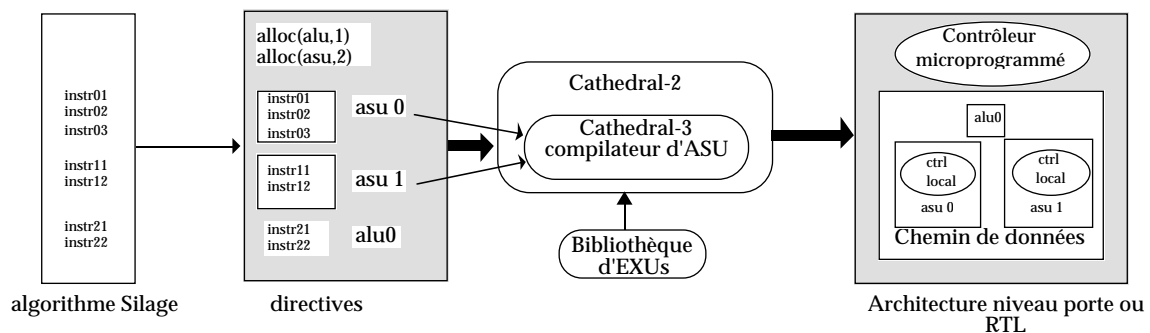 instr01
instr02
instr03
instr11
instr12
instr21
instr22
algorithme Silage
alloc(alu,1)
alloc(asu,2)
instr01
instr02
instr03
asu 0
instr11
instr12
asu 1
instr21
instr22
alu0
directives
Cathedral-2
Cathedral-3
compilateur d'ASU
Bibliothèque
d'EXUs
Contrôleur
microprogrammé
alu0
ctrl
local
asu 0
ctrl
local
asu 1
Chemin de données
Architecture niveau porte ou
RTL